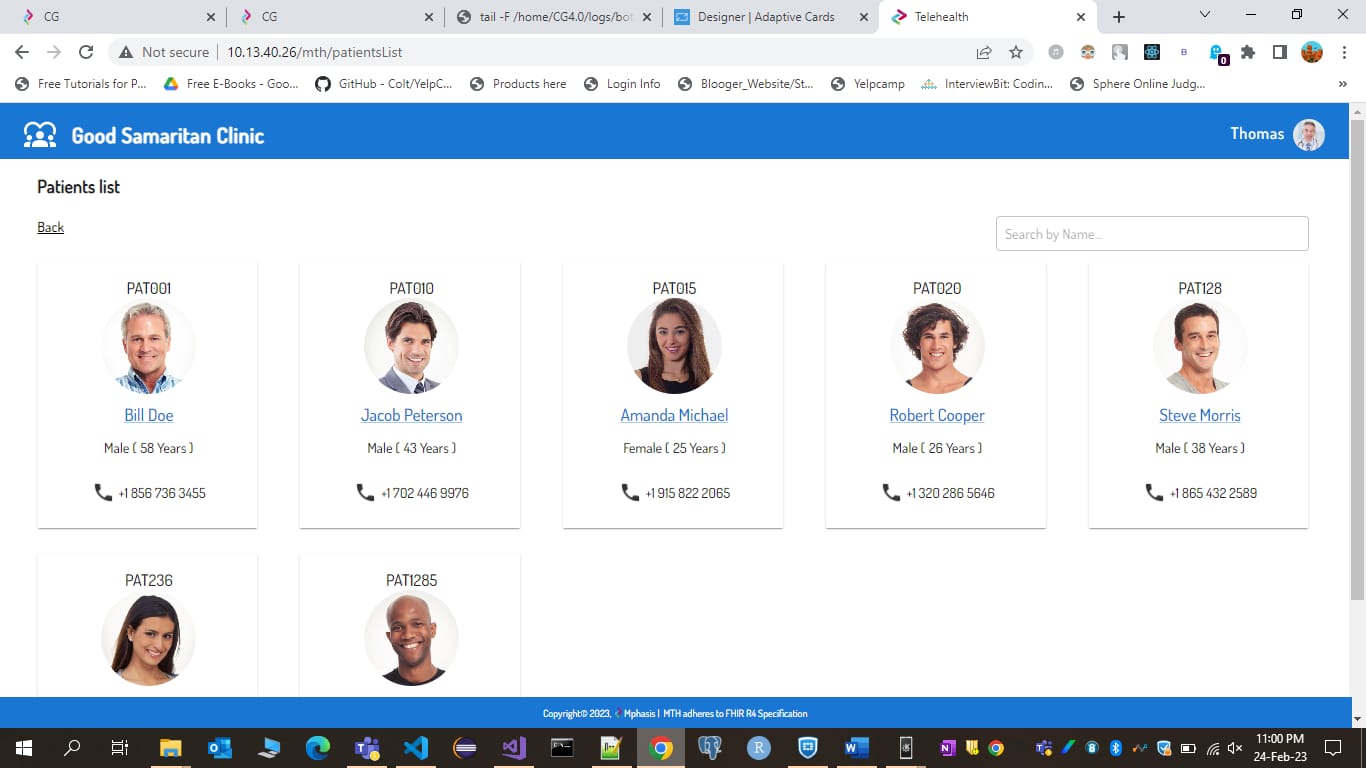 CG
CG
tail -F /home/CG4.0/logs/bot
Designer | Adaptive Cards
Telehealth
Not secure | 10.13.40.26/mth/patientsList
B
0
Free Tutorials for P...
Free E-Books - Goo...
GitHub - Colt/YelpC...
Products here
Login Info
Blooger_Website/St...
Yelpcamp
InterviewBit: Codin...
Sphere Online Judg...
»
Good Samaritan Clinic
Thomas
Patients list
Back
Search by Name...
PAT001
Bill Doe
Male ( 58 Years )
+1 856 736 3455
PAT010
Jacob Peterson
Male ( 43 Years )
+1 702 446 9976
PAT015
Amanda Michael
Female ( 25 Years )
+1 915 822 2065
PAT020
Robert Cooper
Male ( 26 Years )
+1 320 286 5646
PAT128
Steve Morris
Male ( 38 Years )
+1 865 432 2589
PAT236
PAT1285
Copyright© 2023, Mphasis | MTH adheres to FHIR R4 Specification
11:00 PM
24-Feb-23